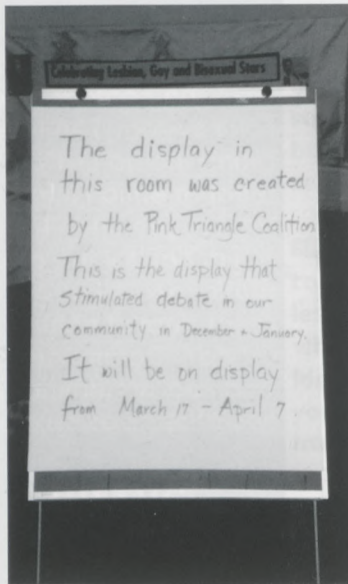 Celebrating Lesbian, Gay and Bisexual Stars
The display in
this room was created
by the Pink Triangle Coalition
This is the display that
stimulated debate in our
community in December + January.
It will be on display
from March 17 - April 7.